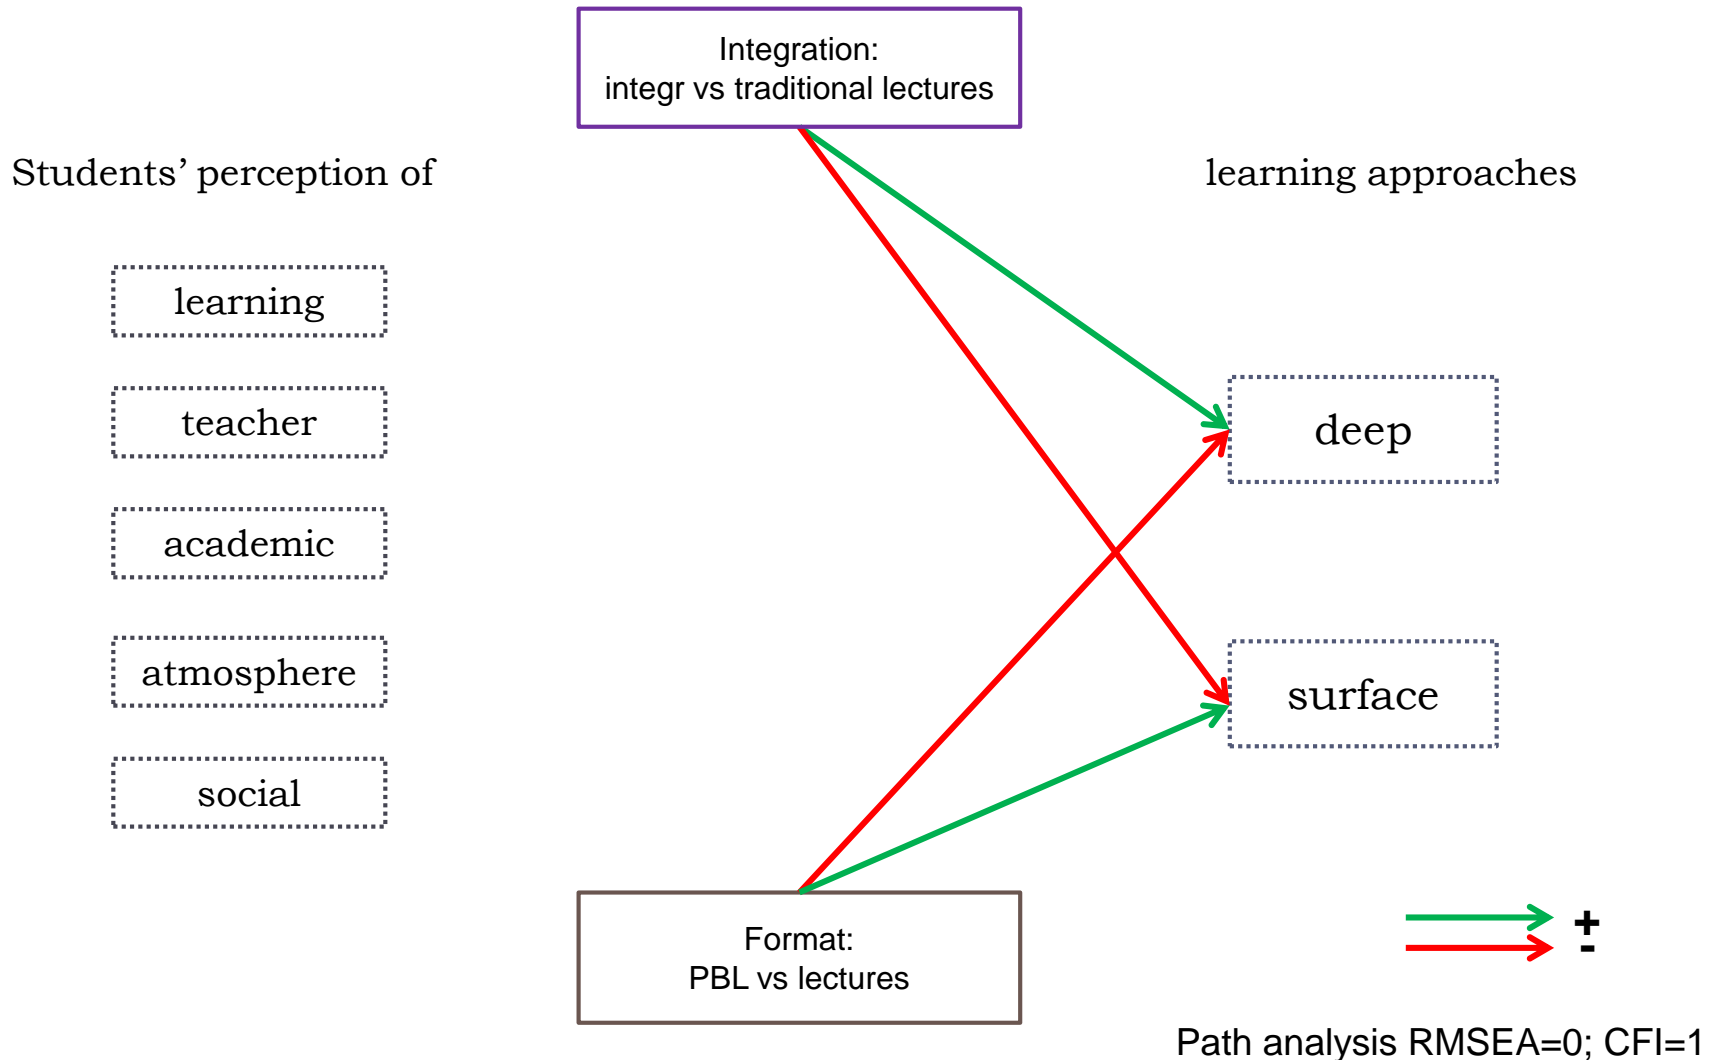 Integration:
integr vs traditional lectures
Students’ perception of
learning approaches
learning
teacher
deep
academic
atmosphere
surface
social
Format:
PBL vs lectures
+
-
Path analysis RMSEA=0; CFI=1